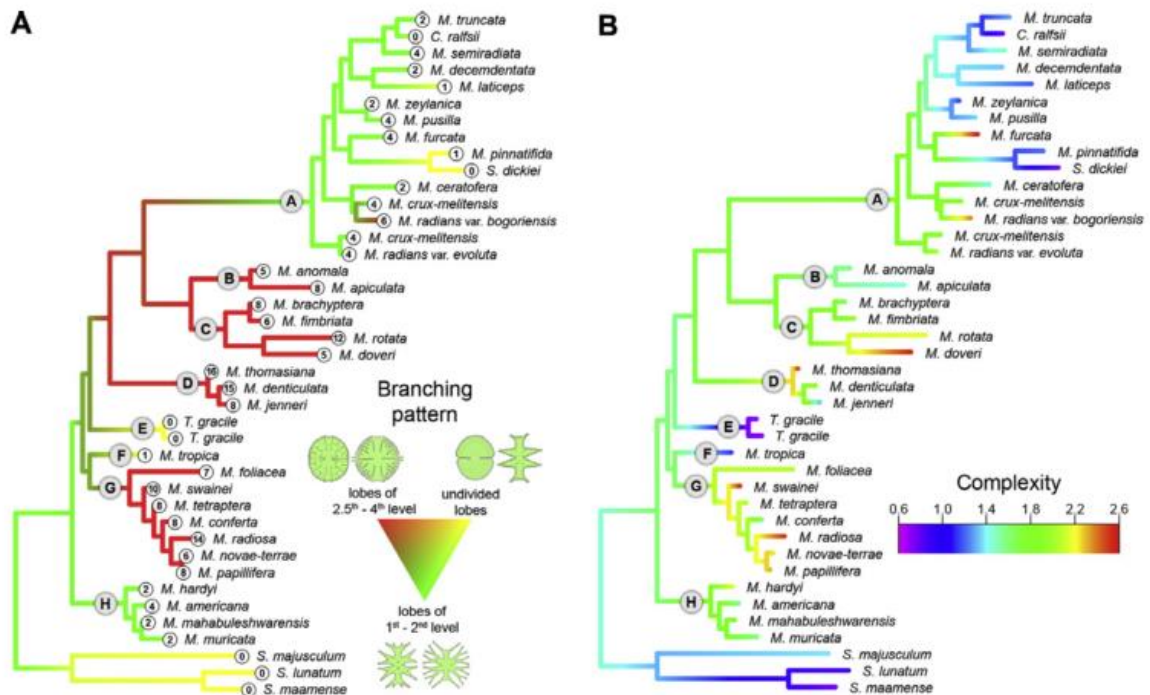 A
2 M. truncata
0 C. ralfsii
4 M. semiradiata
2 M. decemdentata
1 M. laticeps
2 M. zeylanica
4 M. pusilla
4 M. furcata
1 M. pinnatifida
0 S. dickiei
2 M. ceratofera
A
4 M. crux-melitensis
6 M. radians var. bogoriensis
4 M. crux-melitensis
4 M. radians var. evoluta
B
5 M. anomala
8 M. apiculata
C
8 M. brachyptera
6 M. fimbriata
12 M. rotata
5 M. doveri
D
16 M. thomasiana
15 M. denticulata
8 M. jenneri
E
0 T. gracile
0 T. gracile
F
1 M. tropica
G
7 M. foliacea
10 M. swainei
8 M. tetraptera
8 M. conferta
14 M. radiosa
6 M. novae-terrae
8 M. papillifera
H
2 M. hardyi
4 M. americana
2 M. mahabuleshwarensis
2 M. muricata
0 S. majusculum
0 S. lunatum
0 S. maamense
Branching
pattern
lobes of
2.5th - 4th level
undivided
lobes
lobes of
1st - 2nd level
B
M. truncata
C. ralfsii
M. semiradiata
M. decemdentata
M. laticeps
M. zeylanica
M. pusilla
M. furcata
M. pinnatifida
S. dickiei
M. ceratofera
A
M. crux-melitensis
M. radians var. bogoriensis
M. crux-melitensis
M. radians var. evoluta
B
M. anomala
M. apiculata
C
M. brachyptera
M. fimbriata
M. rotata
M. doveri
D
M. thomasiana
M. denticulata
M. jenneri
E
T. gracile
T. gracile
F
M. tropica
G
M. foliacea
M. swainei
M. tetraptera
M. conferta
M. radiosa
M. novae-terrae
M. papillifera
H
M. hardyi
M. americana
M. mahabuleshwarensis
M. muricata
S. majusculum
S. lunatum
S. maamense
Complexity
0.6 1.0 1.4 1.8 2.2 2.6